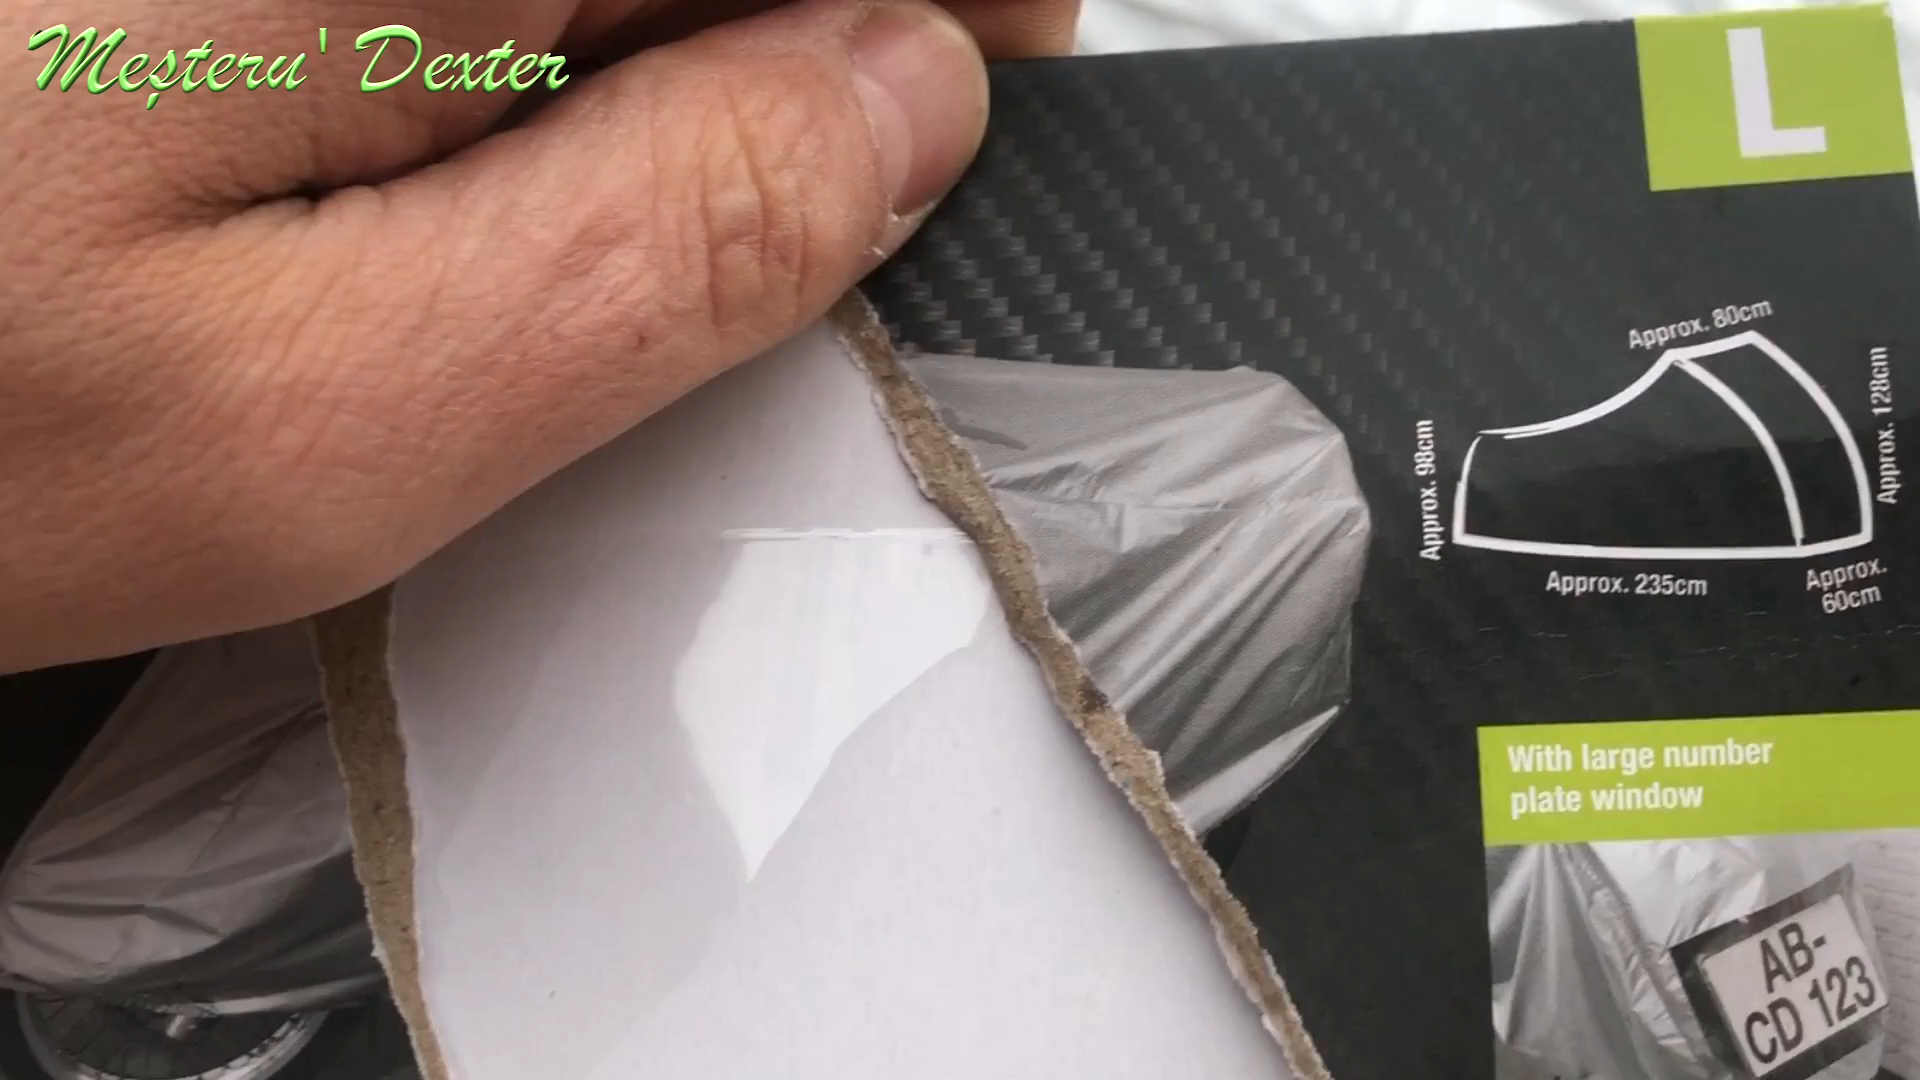 Meșteru' Dexter
L
Approx. 80cm
Approx. 98cm
Approx. 128cm
Approx. 235cm
Approx.
60cm
With large number
plate window
AB-
CD 123